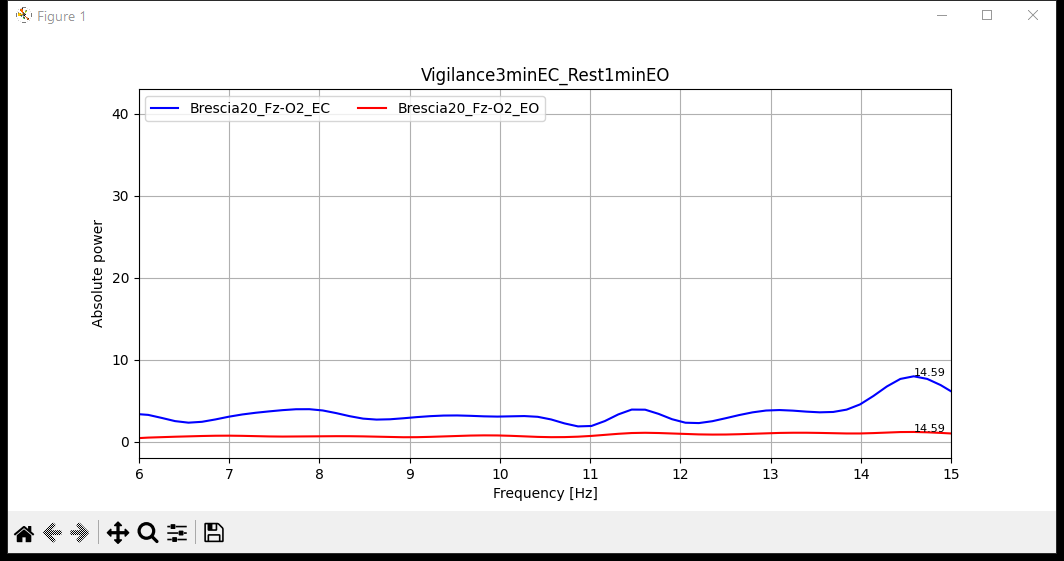 Figure 1
Vigilance3minEC_Rest1minEO
Brescia20_Fz-O2_EC Brescia20_Fz-O2_EO
40
30
20
10
0
Absolute power
14.59
14.59
6 7 8 9 10 11 12 13 14 15
Frequency [Hz]